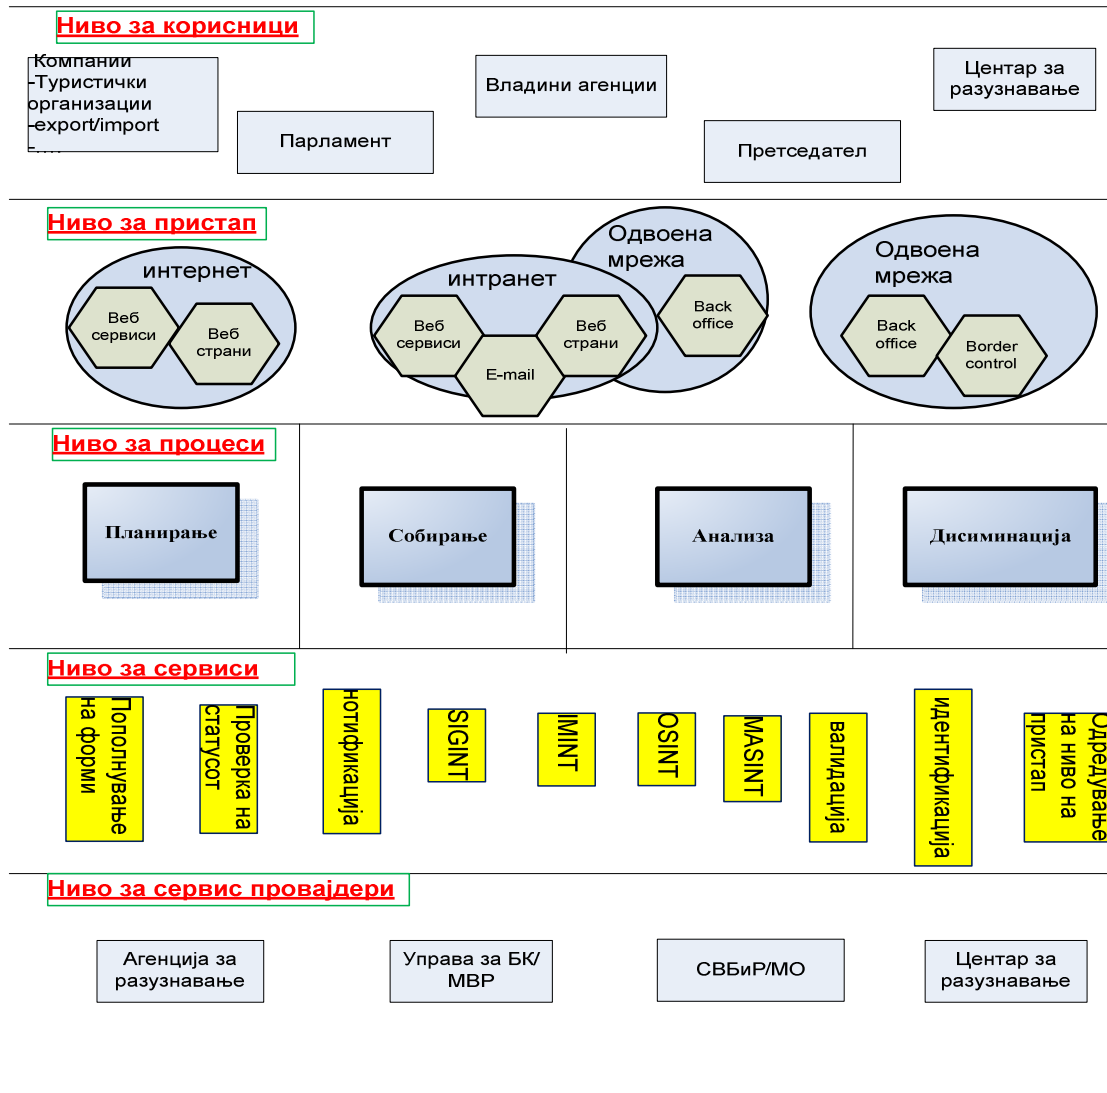 Ниво за корисници
Компании
-Туристички
организации
-export/import
-....
Парламент
Владини агенции
Претседател
Центар за
разузнавање
Ниво за пристап
интернет
Веб
сервиси
Веб
страни
интранет
Веб
сервиси
E-mail
Веб
страни
Одвоена
мрежа
Back
office
Одвоена
мрежа
Back
office
Border
control
Ниво за процеси
Планирање
Собирање
Анализа
Дисиминација
Ниво за сервиси
Пополнување
на форми
Проверка на
статусот
нотификација
SIGINT
IMINT
OSINT
MASINT
валидација
идентификација
Одредување
на ниво на
пристап
Ниво за сервис провајдери
Агенција за
разузнавање
Управа за БК/
МВР
СВБиР/МО
Центар за
разузнавање